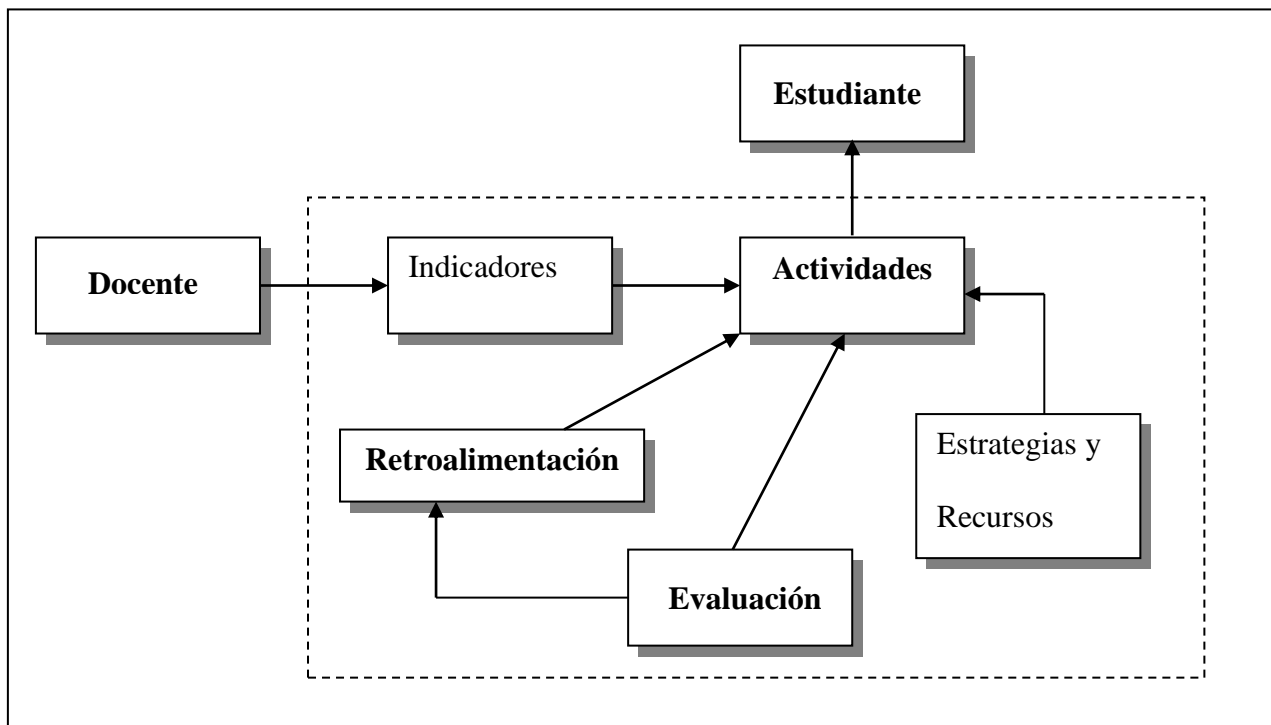 Estudiante
Docente
Indicadores
Actividades
Retroalimentación
Estrategias y
Recursos
Evaluación